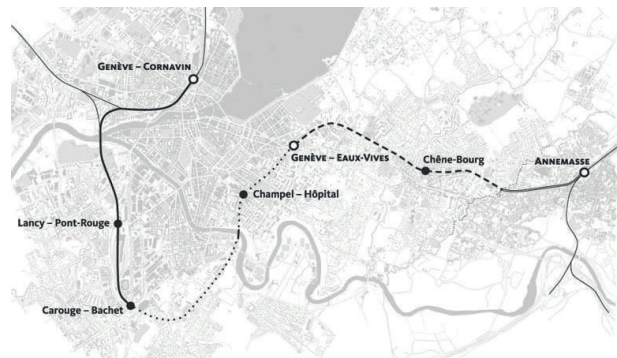 GENÈVE – CORNAVIN
GENÈVE – EAUX-VIVES
Chêne-Bourg
ANNEMASSE
Champel – Hôpital
Lancy – Pont-Rouge
Carouge – Bachet